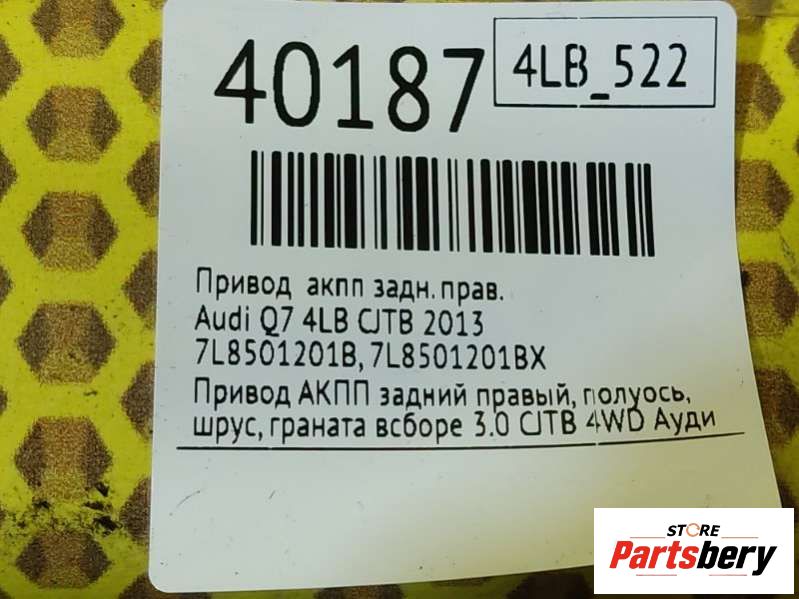 40187
4LB_522
Привод акпп задн. прав.
Audi Q7 4LB CJTB 2013
7L8501201B, 7L8501201BX
Привод АКПП задний правый, полуось,
шрус, граната всборе 3.0 CJTB 4WD Ауди
STORE
Partsbery